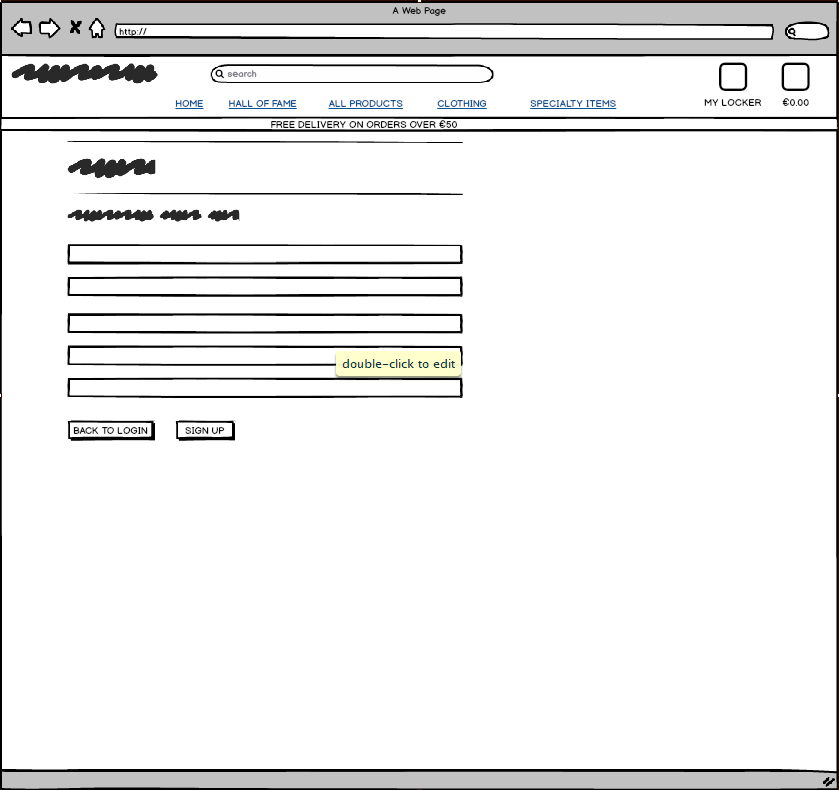 A Web Page
http://
search
MY LOCKER €0.00
HOME HALL OF FAME ALL PRODUCTS CLOTHING SPECIALTY ITEMS
FREE DELIVERY ON ORDERS OVER €50
double-click to edit
BACK TO LOGIN SIGN UP